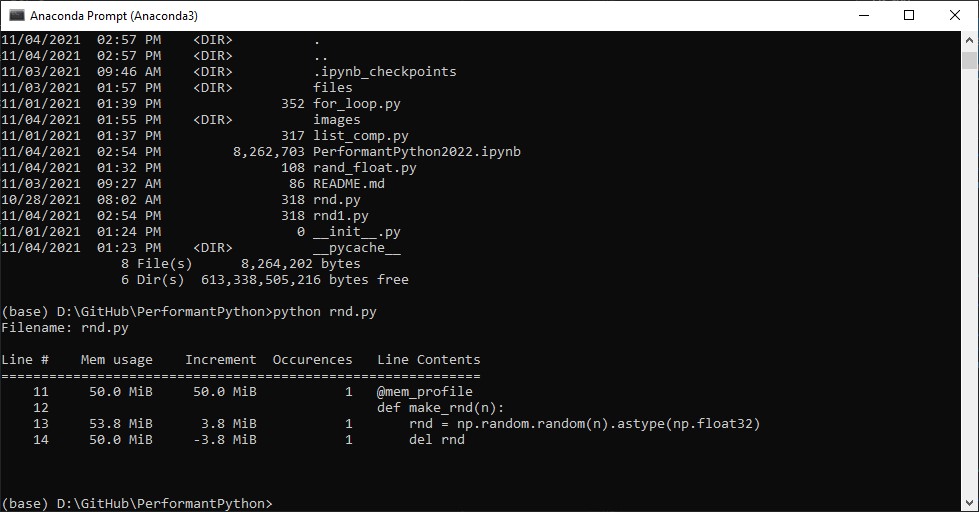 Anaconda Prompt (Anaconda3)
11/04/2021  02:57 PM    <DIR>          .
11/04/2021  02:57 PM    <DIR>          ..
11/03/2021  09:46 AM    <DIR>          .ipynb_checkpoints
11/03/2021  01:57 PM    <DIR>          files
11/01/2021  01:39 PM               352 for_loop.py
11/04/2021  01:55 PM    <DIR>          images
11/01/2021  01:37 PM               317 list_comp.py
11/04/2021  02:54 PM         8,262,703 PerformantPython2022.ipynb
11/04/2021  01:32 PM               108 rand_float.py
11/03/2021  09:27 AM                86 README.md
10/28/2021  08:02 AM               318 rnd.py
11/04/2021  02:54 PM               318 rnd1.py
11/01/2021  01:24 PM                 0 __init__.py
11/04/2021  01:23 PM    <DIR>          __pycache__
               8 File(s)      8,264,202 bytes
               6 Dir(s)  613,338,505,216 bytes free
(base) D:\GitHub\PerformantPython>python rnd.py
Filename: rnd.py
Line #    Mem usage    Increment  Occurences   Line Contents
============================================================
    11     50.0 MiB     50.0 MiB           1   @mem_profile
    12                                         def make_rnd(n):
    13     53.8 MiB      3.8 MiB           1       rnd = np.random.random(n).astype(np.float32)
    14     50.0 MiB     -3.8 MiB           1       del rnd
(base) D:\GitHub\PerformantPython>